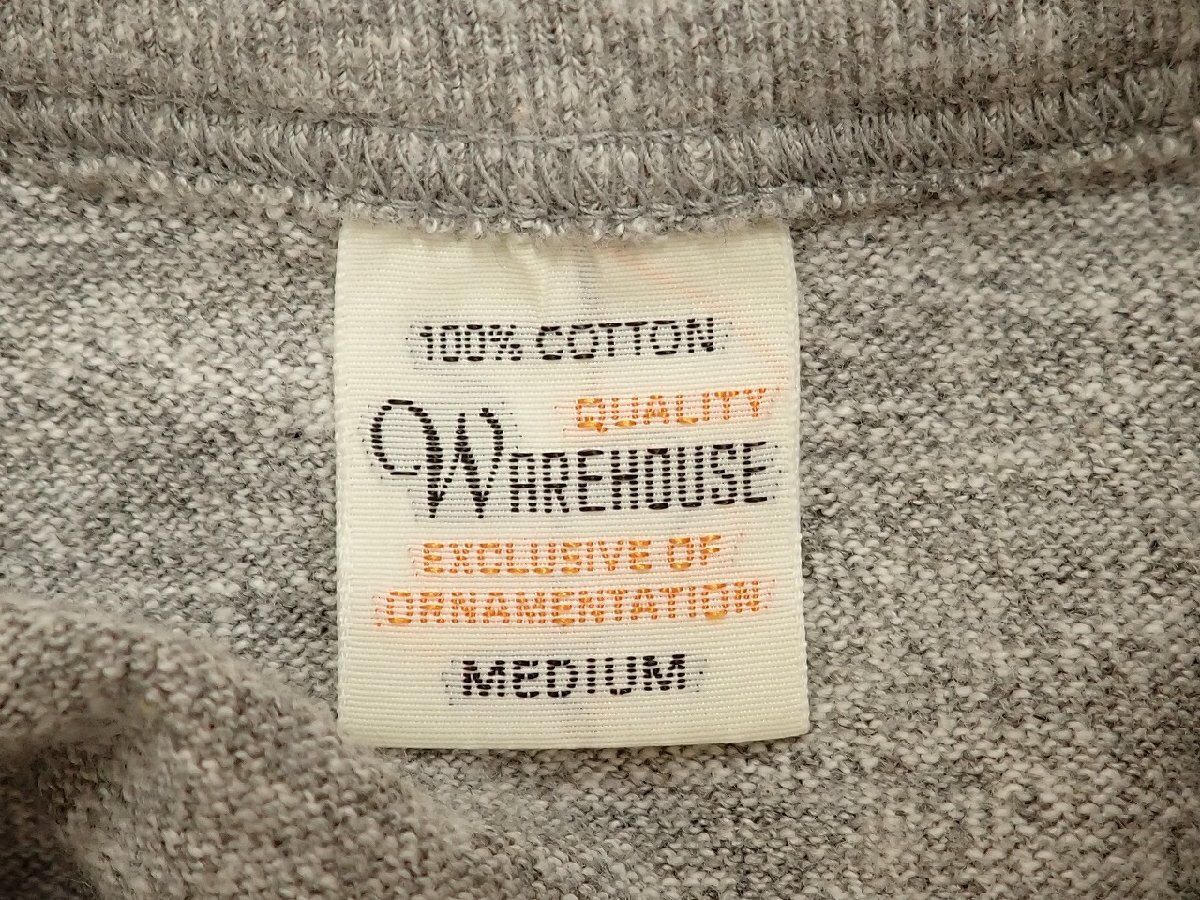 100% COTTON
QUALITY
WAREHOUSE
EXCLUSIVE OF
ORNAMENTATION
MEDIUM